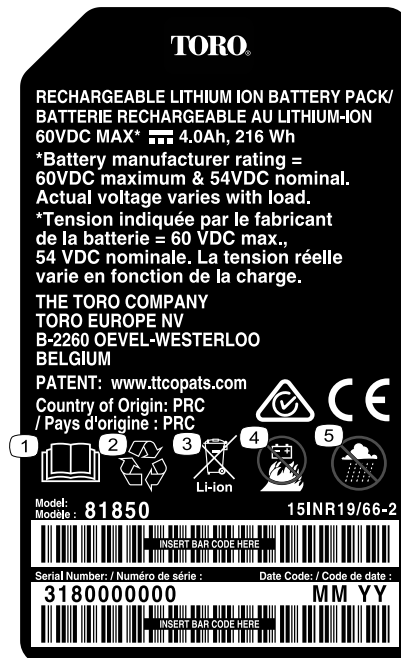 TORO.
RECHARGEABLE LITHIUM ION BATTERY PACK/
BATTERIE RECHARGEABLE AU LITHIUM-ION
60VDC MAX* 4.0Ah, 216 Wh
*Battery manufacturer rating =
60VDC maximum & 54VDC nominal.
Actual voltage varies with load.
*Tension indiquée par le fabricant
de la batterie = 60 VDC max.,
54 VDC nominale. La tension réelle
varie en fonction de la charge.
THE TORO COMPANY
TORO EUROPE NV
B-2260 OEVEL-WESTERLOO
BELGIUM
PATENT: www.ttcopats.com
Country of Origin: PRC
/ Pays d'origine : PRC
CE
1 2 3 4 5
Li-ion
Model:
Modèle : 81850 15INR19/66-2
INSERT BAR CODE HERE
Serial Number: / Numéro de série : Date Code: / Code de date :
3180000000 MM YY
INSERT BAR CODE HERE